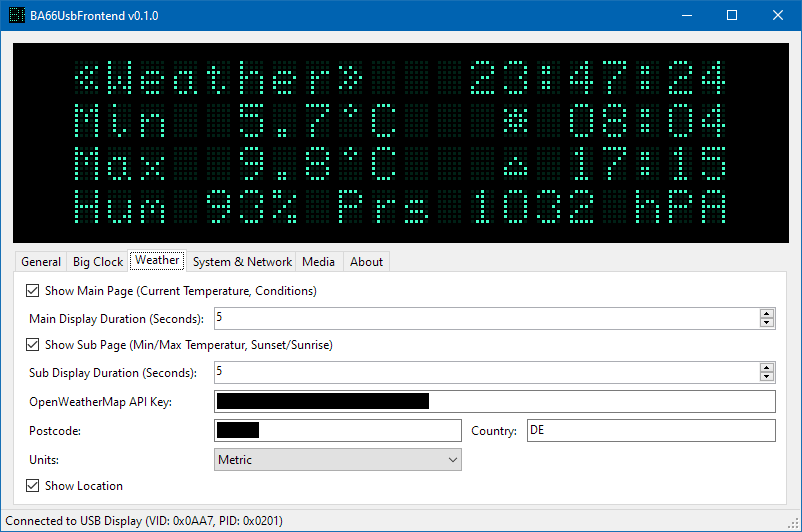 BA66UsbFrontend v0.1.0
«Weather» 23:47:24
Min 5.7°C * 08:04
Max 9.8°C 17:15
Hum 93% Prs 1032 hPA
General Big Clock Weather System & Network Media About
Show Main Page (Current Temperature, Conditions)
Main Display Duration (Seconds): 5
Show Sub Page (Min/Max Temperatur, Sunset/Sunrise)
Sub Display Duration (Seconds): 5
OpenWeatherMap API Key:
Postcode: Country: DE
Units: Metric
Show Location
Connected to USB Display (VID: 0x0AA7, PID: 0x0201)